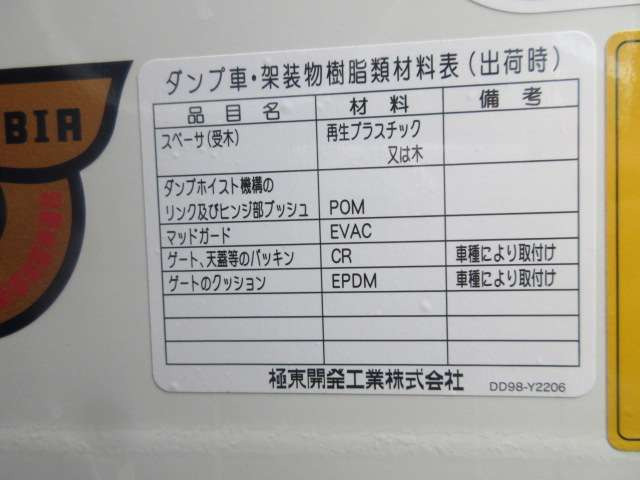 ダンプ車・架装物樹脂類材料表（出荷時）
品目名 材料 備考
スペーサ（受木） 再生プラスチック
又は木
ダンプホイスト機構の
リンク及びヒンジ部ブッシュ POM
マッドガード EVAC
ゲート、天蓋等のパッキン CR 車種により取付け
ゲートのクッション EPDM 車種により取付け
極東開発工業株式会社 DD98-Y2206
BIA